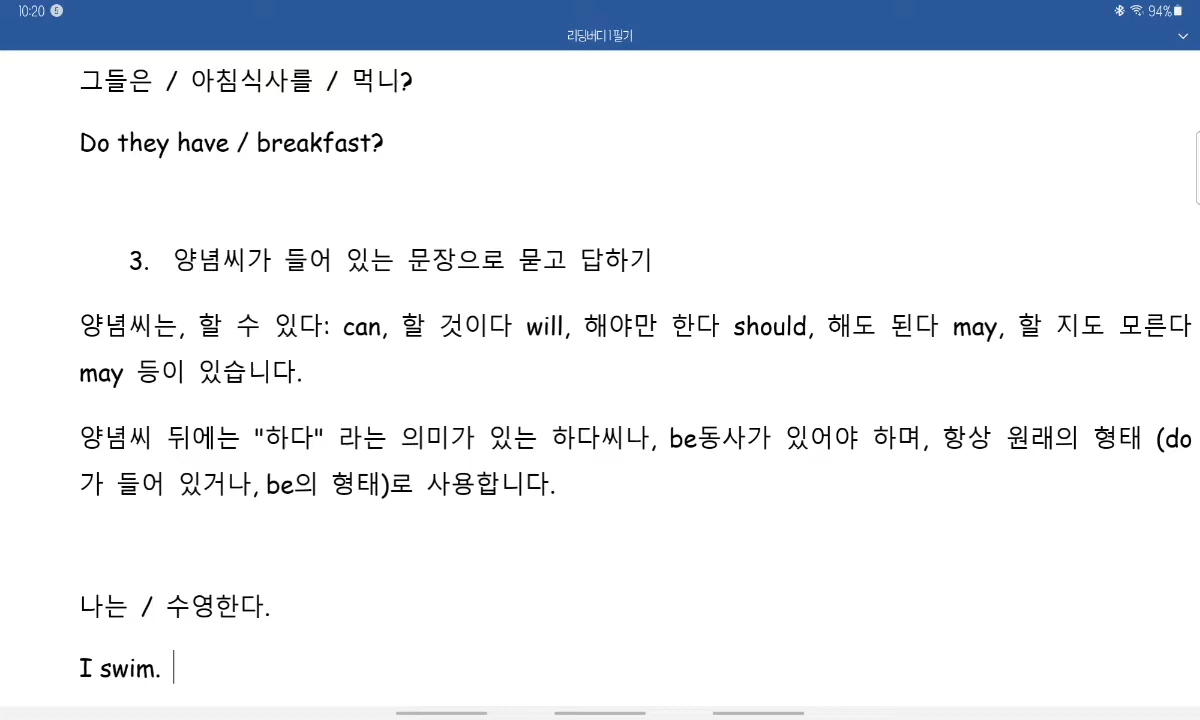 10:20
94%
리딩버디 1 필기
그들은 / 아침식사를 / 먹니?
Do they have / breakfast?
3. 양념씨가 들어 있는 문장으로 묻고 답하기
양념씨는, 할 수 있다: can, 할 것이다 will, 해야만 한다 should, 해도 된다 may, 할 지도 모른다
may 등이 있습니다.
양념씨 뒤에는 "하다" 라는 의미가 있는 하다씨나, be동사가 있어야 하며, 항상 원래의 형태 (do
가 들어 있거나, be의 형태)로 사용합니다.
나는 / 수영한다.
I swim.